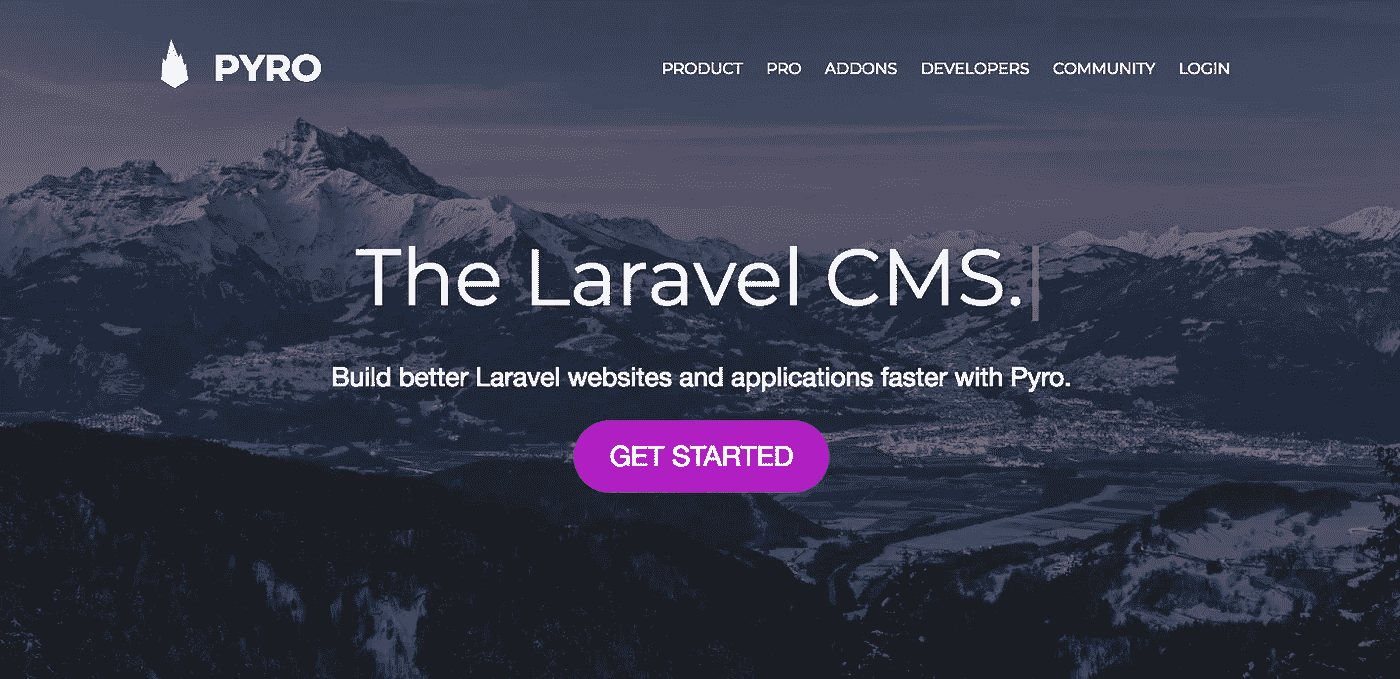 PYRO
PRODUCT PRO ADDONS DEVELOPERS COMMUNITY LOGIN
The Laravel CMS.
Build better Laravel websites and applications faster with Pyro.
GET STARTED